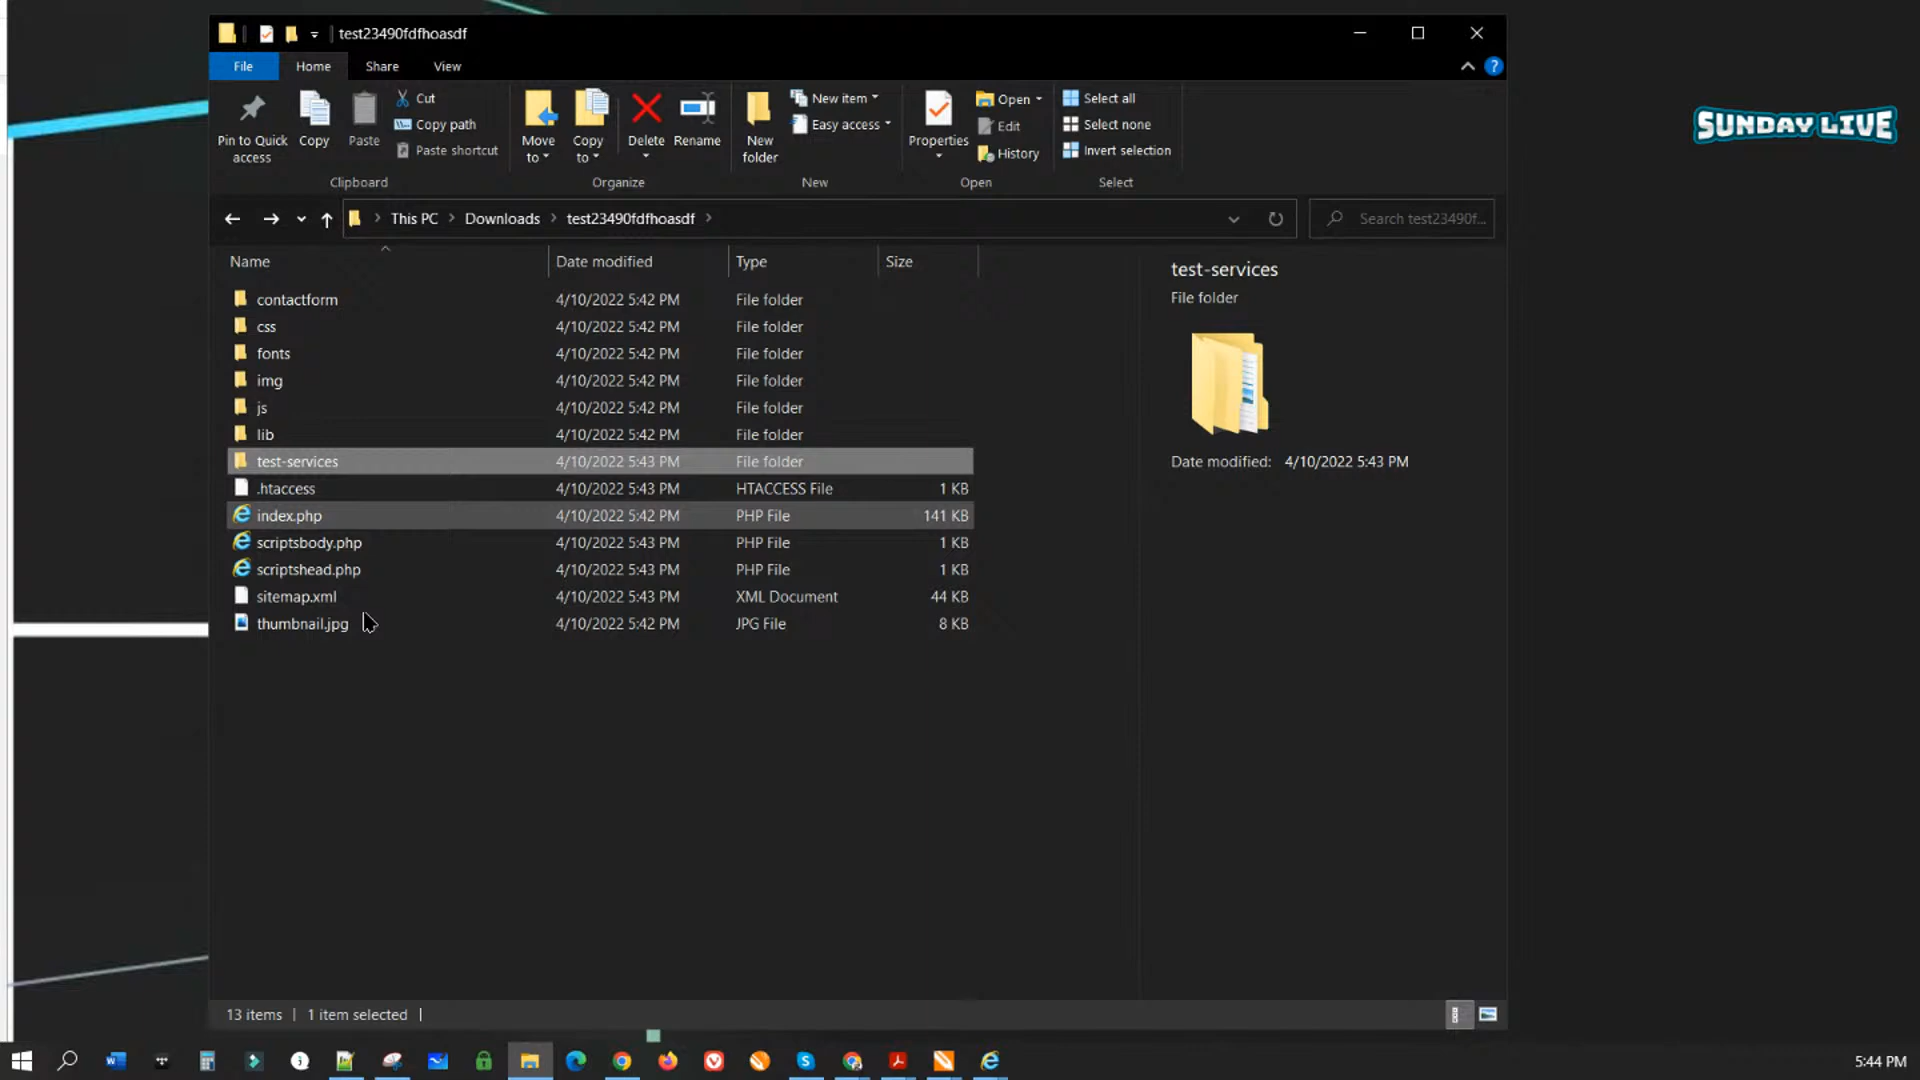 test23490fdfhoasdf
File Home Share View
Pin to Quick access
Copy
Paste
Cut
Copy path
Paste shortcut
Clipboard
Move to
Copy to
Delete
Rename
Organize
New folder
New item
Easy access
New
Properties
Open
Edit
History
Open
Select all
Select none
Invert selection
Select
SUNDAY LIVE
This PC Downloads test23490fdfhoasdf
Search test23490f...
Name Date modified Type Size
contactform 4/10/2022 5:42 PM File folder
css 4/10/2022 5:42 PM File folder
fonts 4/10/2022 5:42 PM File folder
img 4/10/2022 5:42 PM File folder
js 4/10/2022 5:42 PM File folder
lib 4/10/2022 5:42 PM File folder
test-services 4/10/2022 5:43 PM File folder
.htaccess 4/10/2022 5:43 PM HTACCESS File 1 KB
index.php 4/10/2022 5:42 PM PHP File 141 KB
scriptsbody.php 4/10/2022 5:43 PM PHP File 1 KB
scriptshead.php 4/10/2022 5:43 PM PHP File 1 KB
sitemap.xml 4/10/2022 5:43 PM XML Document 44 KB
thumbnail.jpg 4/10/2022 5:42 PM JPG File 8 KB
test-services
File folder
Date modified: 4/10/2022 5:43 PM
13 items 1 item selected
5:44 PM